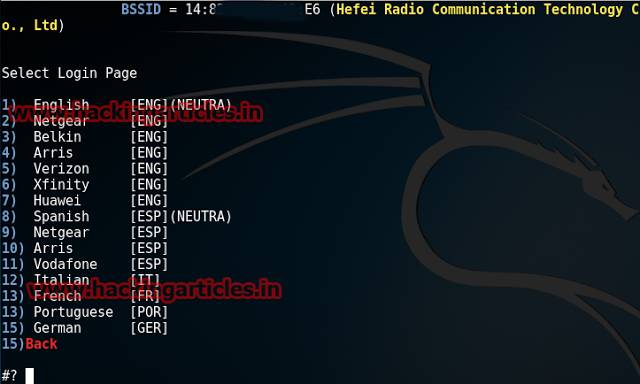 BSSID = 14:8 E6 (Hefei Radio Communication Technology C
o., Ltd)
Select Login Page
1) English [ENG](NEUTRA)
www.hackingarticles.in
2) Netgear [ENG]
3) Belkin [ENG]
4) Arris [ENG]
5) Verizon [ENG]
6) Xfinity [ENG]
7) Huawei [ENG]
8) Spanish [ESP](NEUTRA)
9) Netgear [ESP]
10) Arris [ESP]
11) Vodafone [ESP]
12) Italian [IT]
www.hackingarticles.in
13) French [FR]
13) Portuguese [POR]
15) German [GER]
15)Back
#?